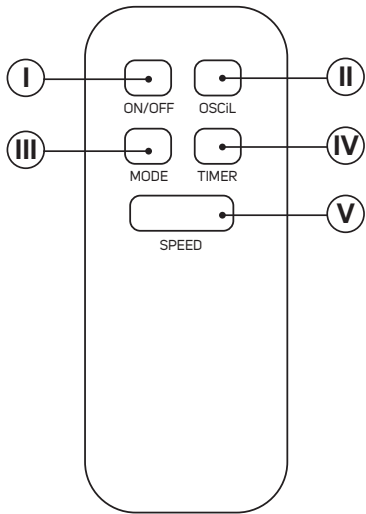 I II
ON/OFF OSCiL
III IV
MODE TIMER
V
SPEED